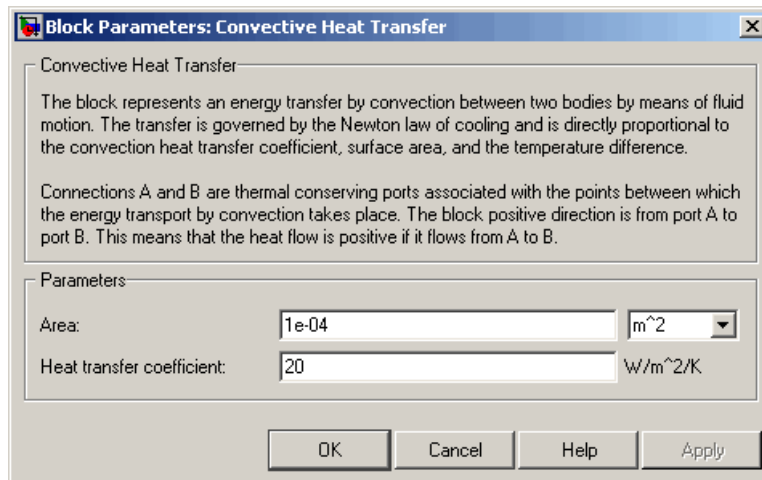 Block Parameters: Convective Heat Transfer
Convective Heat Transfer
The block represents an energy transfer by convection between two bodies by means of fluid
motion. The transfer is governed by the Newton law of cooling and is directly proportional to
the convection heat transfer coefficient, surface area, and the temperature difference.
Connections A and B are thermal conserving ports associated with the points between which
the energy transport by convection takes place. The block positive direction is from port A to
port B. This means that the heat flow is positive if it flows from A to B.
Parameters
Area: 1e-04 m^2
Heat transfer coefficient: 20 W/m^2/K
OK Cancel Help Apply